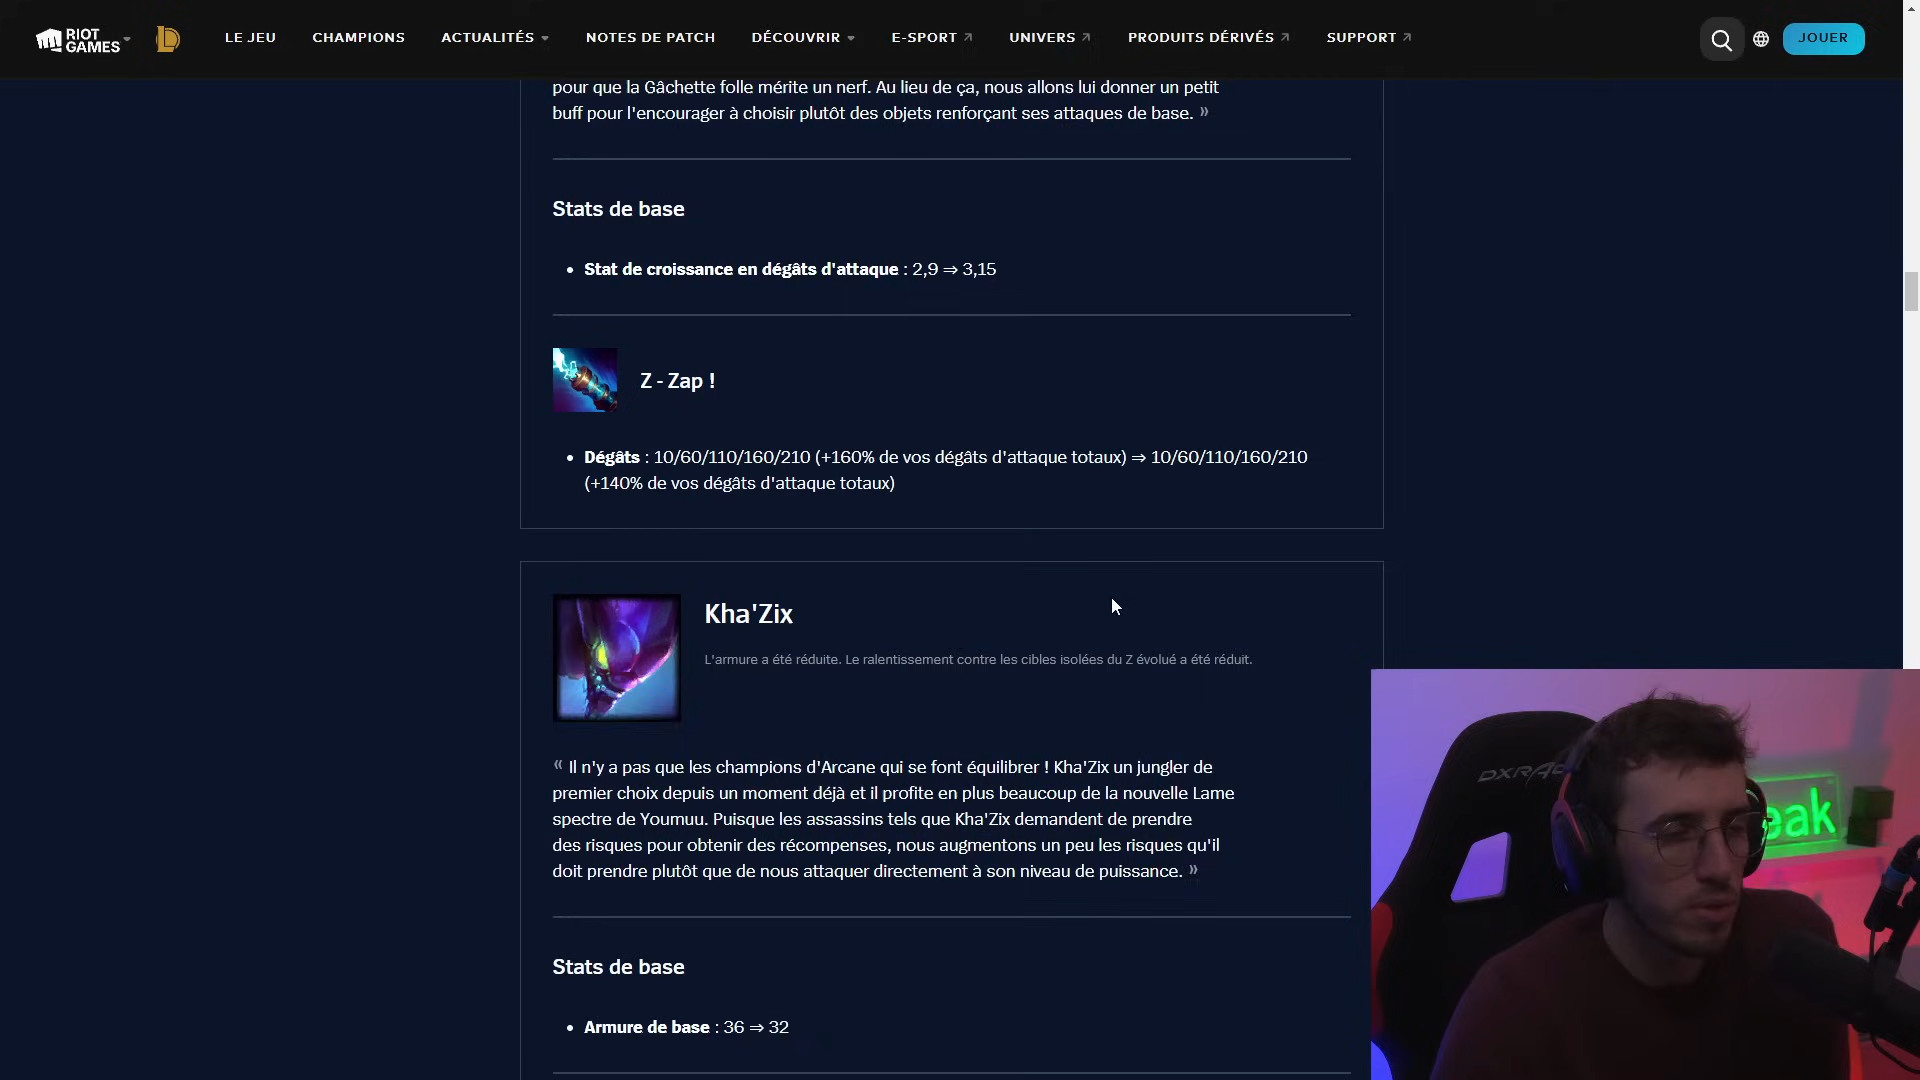 RIOT GAMES LE JEU CHAMPIONS ACTUALITÉS NOTES DE PATCH DÉCOUVRIR E-SPORT UNIVERS PRODUITS DÉRIVÉS SUPPORT JOUER
pour que la Gâchette folle mérite un nerf. Au lieu de ça, nous allons lui donner un petit
buff pour l'encourager à choisir plutôt des objets renforçant ses attaques de base. »
Stats de base
• Stat de croissance en dégâts d'attaque : 2,9 ⇒ 3,15
Z - Zap !
• Dégâts : 10/60/110/160/210 (+160% de vos dégâts d'attaque totaux) ⇒ 10/60/110/160/210
(+140% de vos dégâts d'attaque totaux)
Kha'Zix
L'armure a été réduite. Le ralentissement contre les cibles isolées du Z évolué a été réduit.
« Il n'y a pas que les champions d'Arcane qui se font équilibrer ! Kha'Zix un jungler de
premier choix depuis un moment déjà et il profite en plus beaucoup de la nouvelle Lame
spectre de Youmuu. Puisque les assassins tels que Kha'Zix demandent de prendre
des risques pour obtenir des récompenses, nous augmentons un peu les risques qu'il
doit prendre plutôt que de nous attaquer directement à son niveau de puissance. »
Stats de base
• Armure de base : 36 ⇒ 32
eak